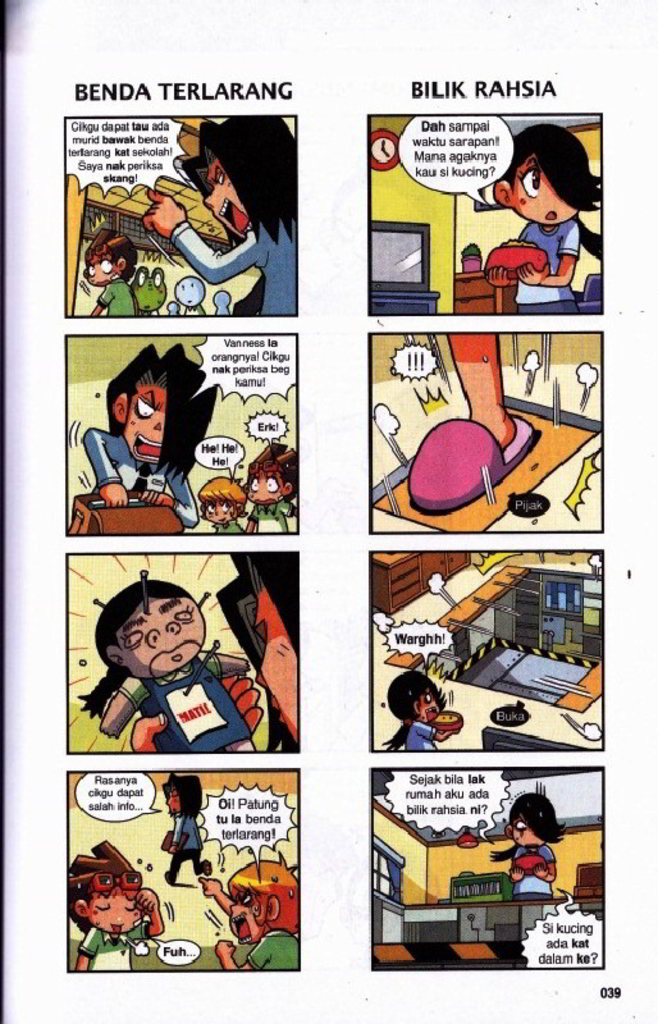 BENDA TERLARANG
Cikgu dapat tau ada
murid bawak benda
terlarang kat sekolah!
Saya nak periksa
skang!
Vanness la
orangnya! Cikgu
nak periksa beg
kamu!
Erk!
He! He!
He!
MATI!
Rasanya
cikgu dapat
salah info...
Oi! Patung
tu la benda
terlarang!
Fuh...
BILIK RAHSIA
Dah sampai
waktu sarapan!
Mana agaknya
kau si kucing?
!!!
Pijak
Warghh!
Buka
Sejak bila lak
rumah aku ada
bilik rahsia ni?
Si kucing
ada kat
dalam ke?
039